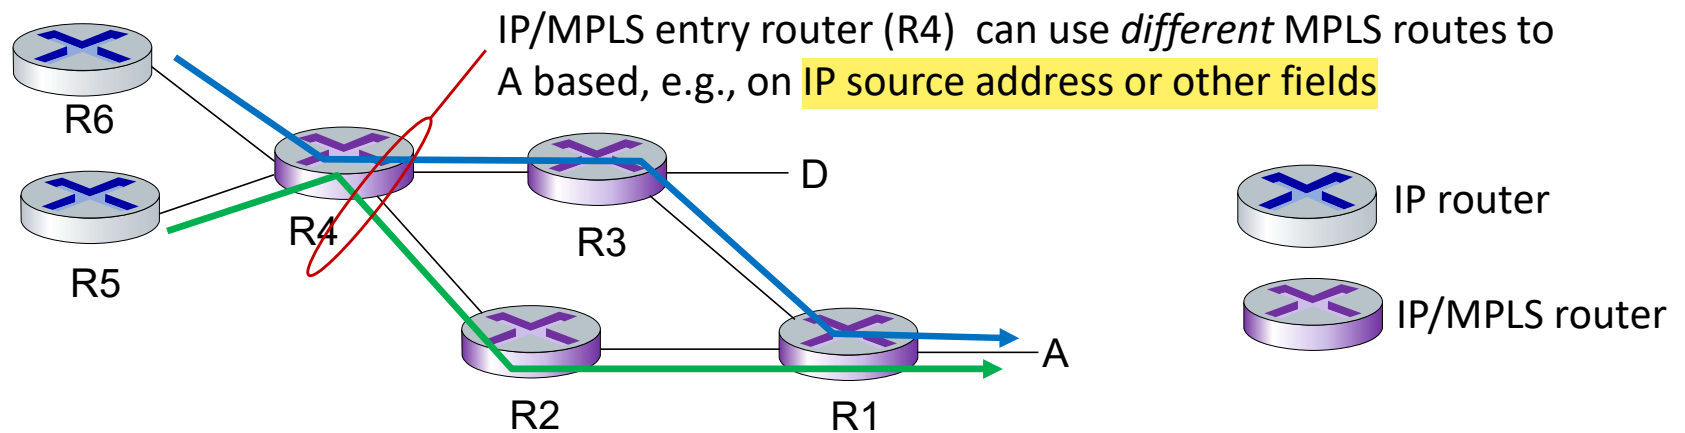 IP/MPLS entry router (R4)  can use different MPLS routes to
A based, e.g., on IP source address or other fields
R6
D
IP router
R4
R3
R5
IP/MPLS router
A
R2
R1